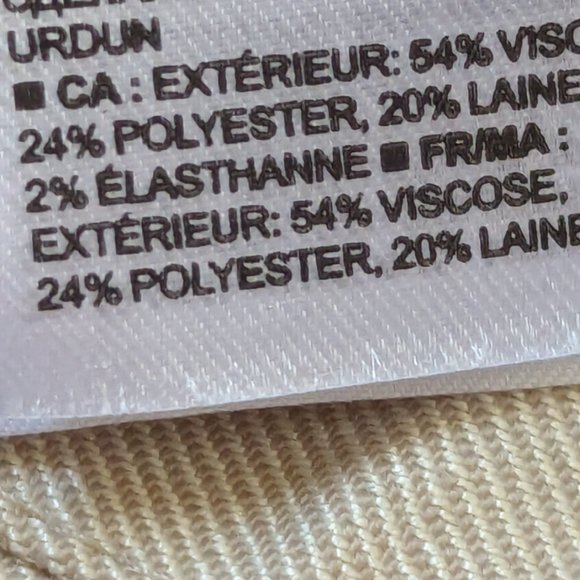 URDUN
■ CA : EXTÉRIEUR: 54% VISC
24% POLYESTER, 20% LAINE
2% ÉLASTHANNE ■ FR/MA :
EXTÉRIEUR: 54% VISCOSE,
24% POLYESTER, 20% LAINE